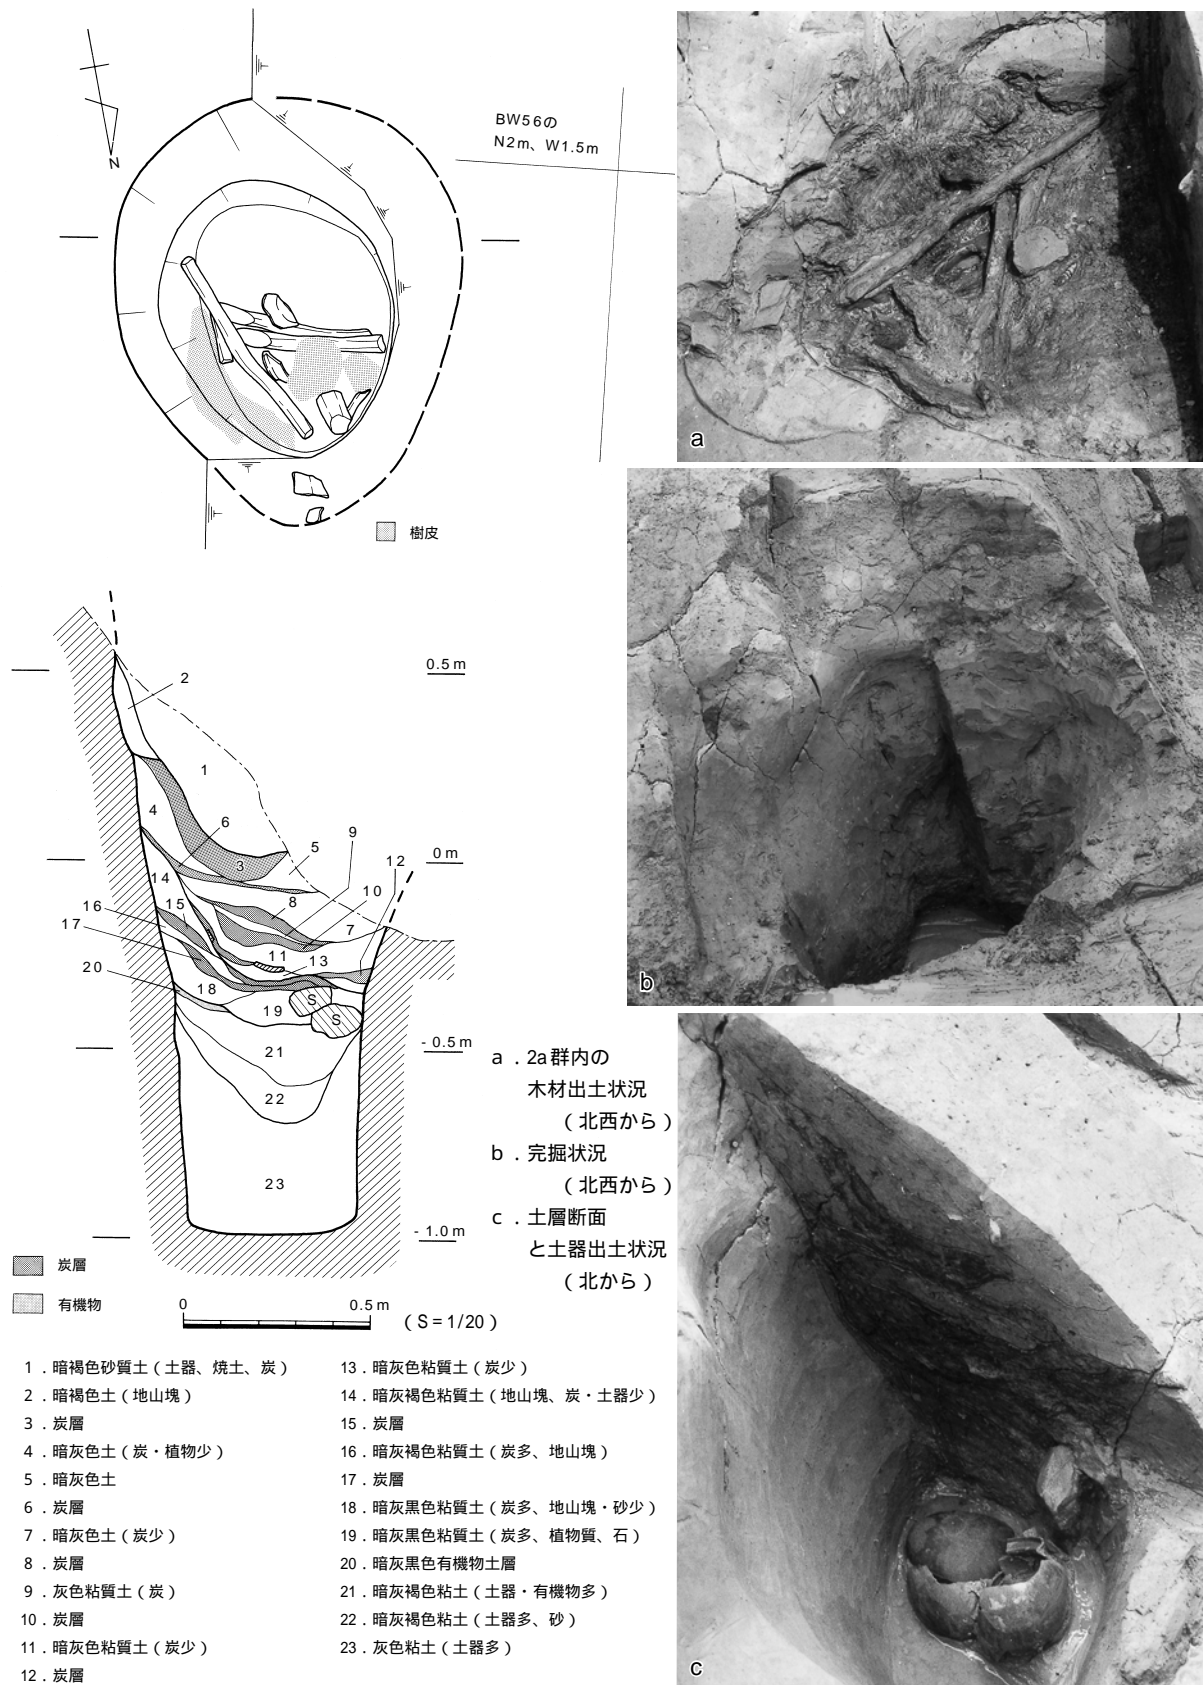 N
BW56の
N2m、W1.5m
樹皮
a
0.5m
2
1
4
6
9
5
12
0m
3
14
10
8
16
15
7
17
11
13
20
18
S
19
S
-0.5m
21
22
23
-1.0m
b
a．2a群内の
木材出土状況
（北西から）
b．完掘状況
（北西から）
c．土層断面
と土器出土状況
（北から）
炭層
有機物
0 0.5m （S=1/20）
1．暗褐色砂質土（土器、焼土、炭）
2．暗褐色土（地山塊）
3．炭層
4．暗灰色土（炭・植物少）
5．暗灰色土
6．炭層
7．暗灰色土（炭少）
8．炭層
9．灰色粘質土（炭）
10．炭層
11．暗灰色粘質土（炭少）
12．炭層
13．暗灰色粘質土（炭少）
14．暗灰褐色粘質土（地山塊、炭・土器少）
15．炭層
16．暗灰褐色粘質土（炭多、地山塊）
17．炭層
18．暗灰黒色粘質土（炭多、地山塊・砂少）
19．暗灰黒色粘質土（炭多、植物質、石）
20．暗灰黒色有機物土層
21．暗灰褐色粘土（土器・有機物多）
22．暗灰褐色粘土（土器多、砂）
23．灰色粘土（土器多）
c